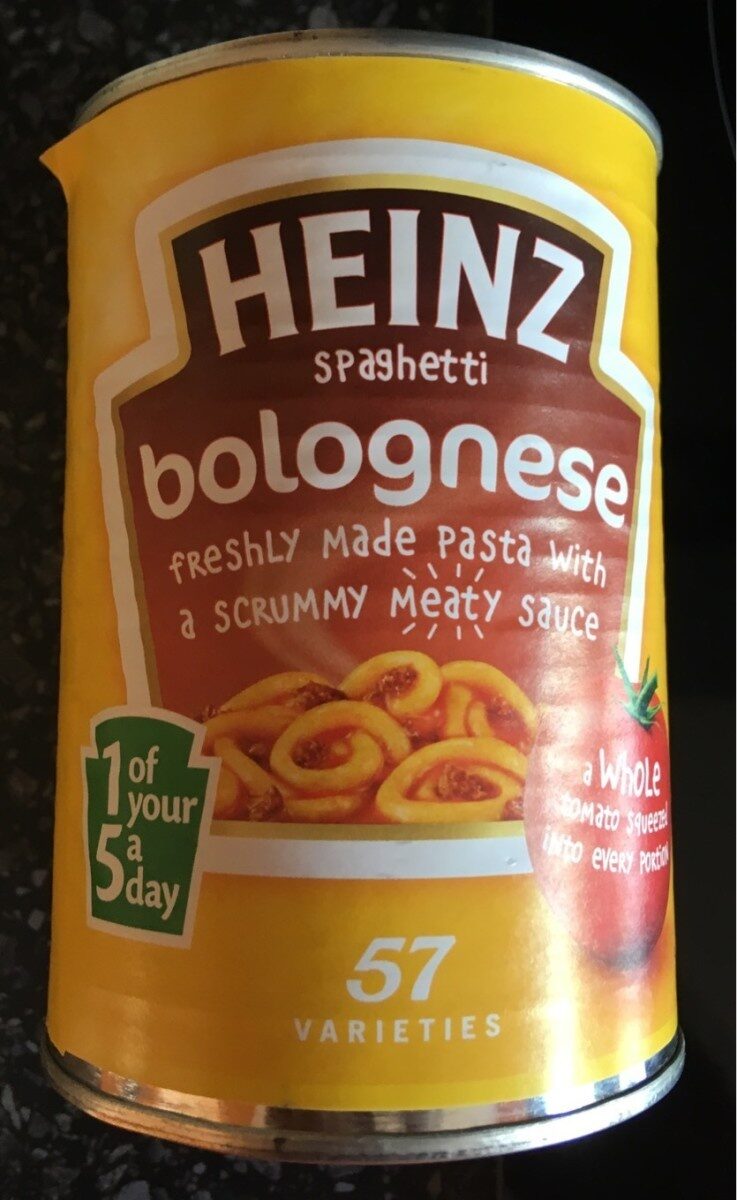 HEINZ
spaghetti
bolognese
freshly made pasta with
a scrummy meaty sauce
1 of
your
5 a
day
a whole
tomato squeezed
into every portion
57
VARIETIES